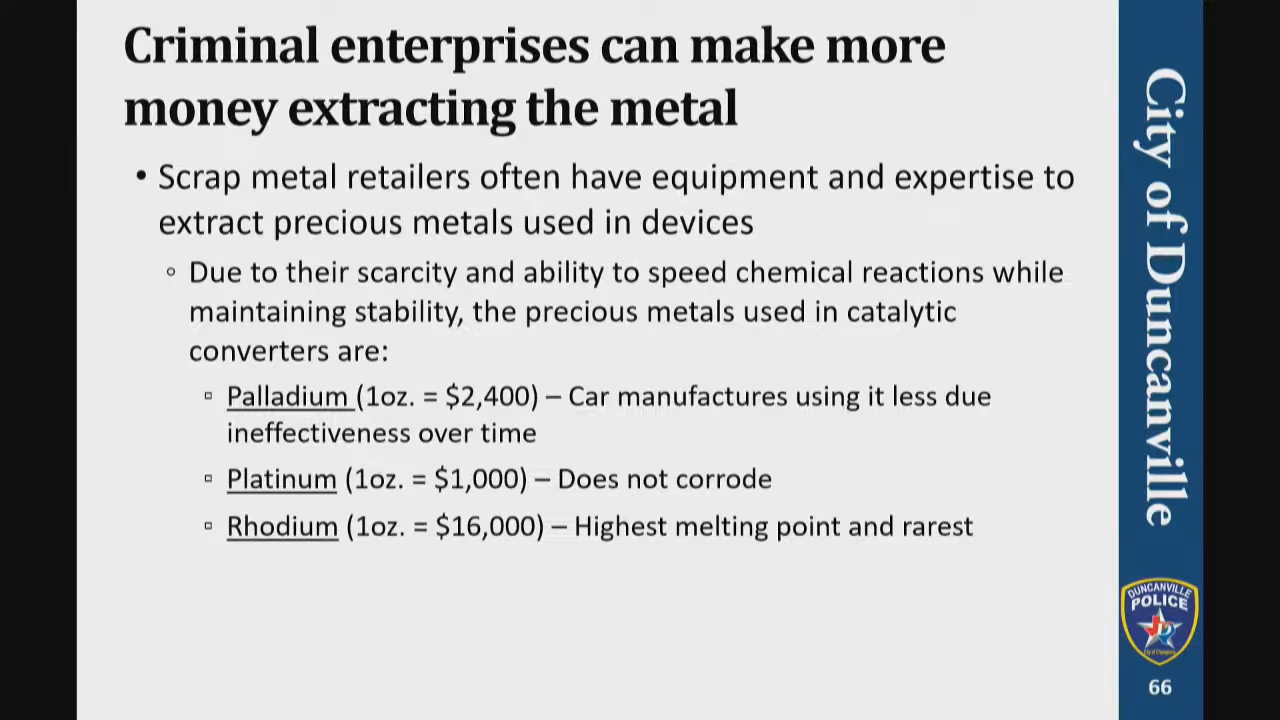 Criminal enterprises can make more
money extracting the metal
• Scrap metal retailers often have equipment and expertise to
extract precious metals used in devices
◦ Due to their scarcity and ability to speed chemical reactions while
maintaining stability, the precious metals used in catalytic
converters are:
▫ Palladium (1oz. = $2,400) – Car manufactures using it less due
ineffectiveness over time
▫ Platinum (1oz. = $1,000) – Does not corrode
▫ Rhodium (1oz. = $16,000) – Highest melting point and rarest
City of Duncanville
DUNCANVILLE
POLICE
66